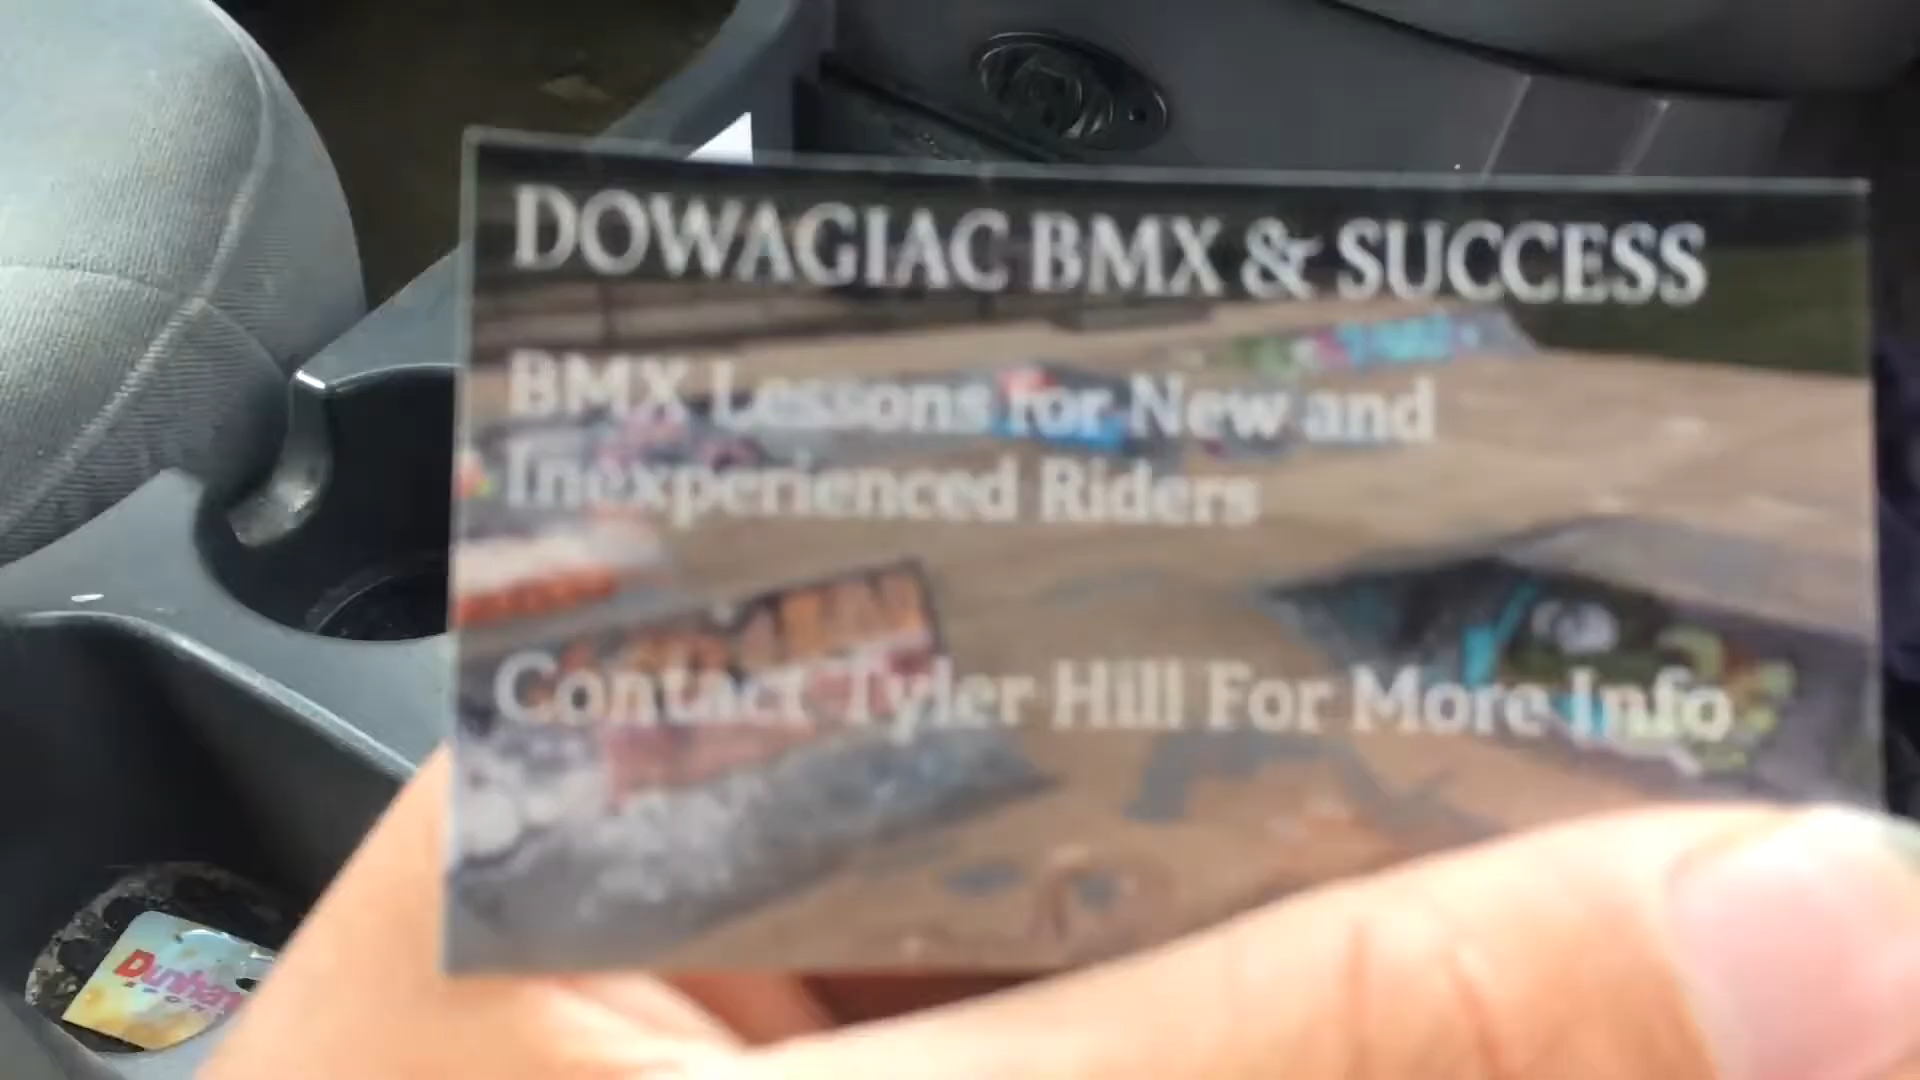 DOWAGIAC BMX & SUCCESS
BMX Lessons for New and
Inexperienced Riders
Contact Tyler Hill For More Info